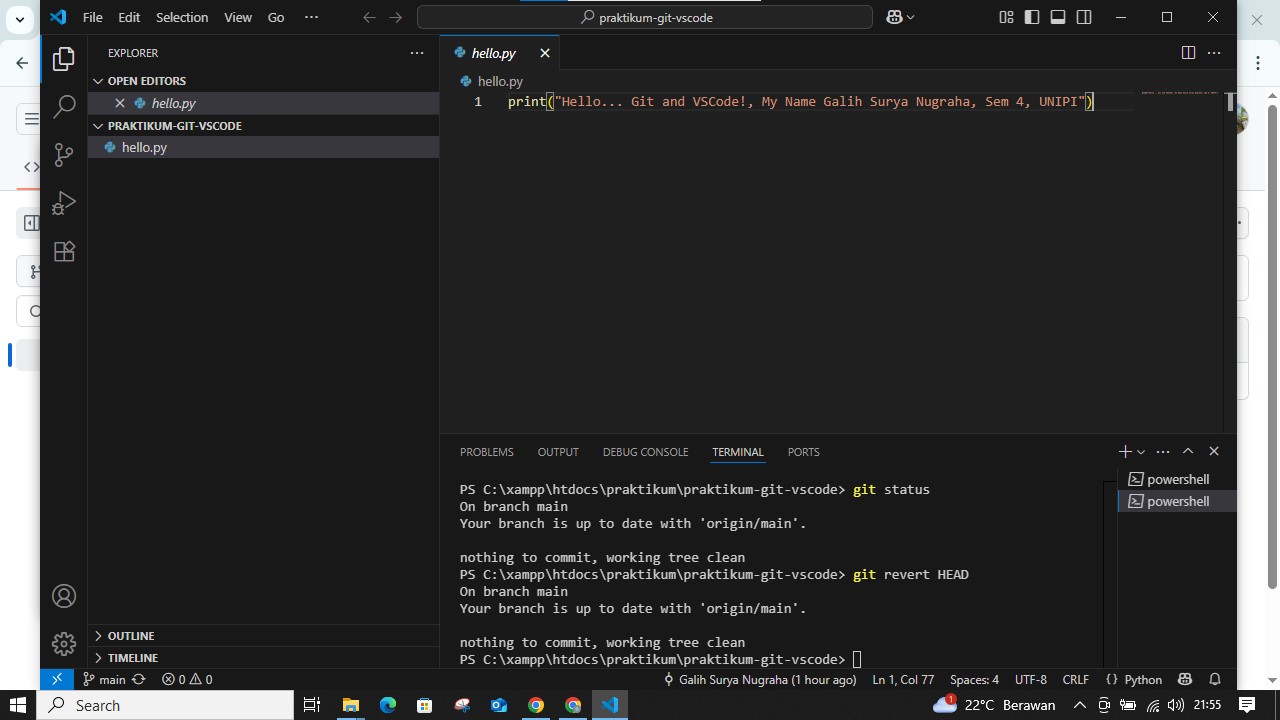 File Edit Selection View Go ··· praktikum-git-vscode
EXPLORER
OPEN EDITORS
hello.py
PRAKTIKUM-GIT-VSCODE
hello.py
OUTLINE
TIMELINE
hello.py
hello.py
1 print("Hello... Git and VSCode!, My Name Galih Surya Nugraha, Sem 4, UNIPI")
PROBLEMS OUTPUT DEBUG CONSOLE TERMINAL PORTS
powershell
powershell
PS C:\xampp\htdocs\praktikum\praktikum-git-vscode> git status
On branch main
Your branch is up to date with 'origin/main'.
nothing to commit, working tree clean
PS C:\xampp\htdocs\praktikum\praktikum-git-vscode> git revert HEAD
On branch main
Your branch is up to date with 'origin/main'.
nothing to commit, working tree clean
PS C:\xampp\htdocs\praktikum\praktikum-git-vscode>
main 0 0 Galih Surya Nugraha (1 hour ago) Ln 1, Col 77 Spaces: 4 UTF-8 CRLF {} Python
Search 1 22°C Berawan 21:55